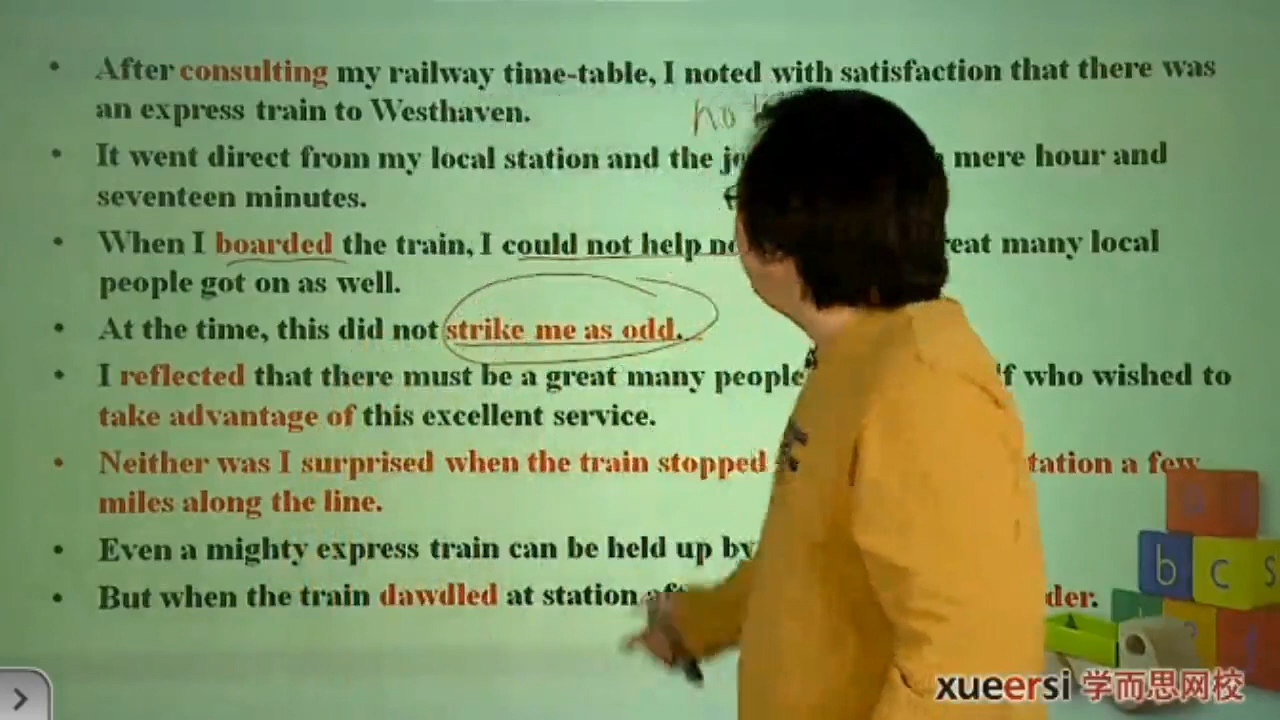 • After consulting my railway time-table, I noted with satisfaction that there was
an express train to Westhaven.
no
• It went direct from my local station and the mere hour and
seventeen minutes.
• When I boarded the train, I could not help many local
people got on as well.
• At the time, this did not strike me as odd.
• I reflected that there must be a great many people who wished to
take advantage of this excellent service.
• Neither was I surprised when the train stopped a few
miles along the line.
• Even a mighty express train can be held up by
• But when the train dawdled at station
b c s
xueersi 学而思网校